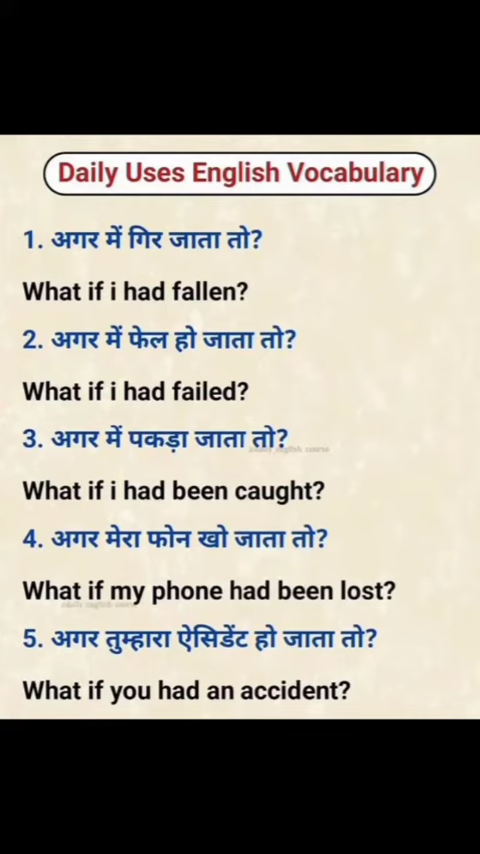 Daily Uses English Vocabulary
1. अगर में गिर जाता तो?
What if i had fallen?
2. अगर में फेल हो जाता तो?
What if i had failed?
3. अगर में पकड़ा जाता तो?
What if i had been caught?
4. अगर मेरा फोन खो जाता तो?
What if my phone had been lost?
5. अगर तुम्हारा ऐसिडेंट हो जाता तो?
What if you had an accident?